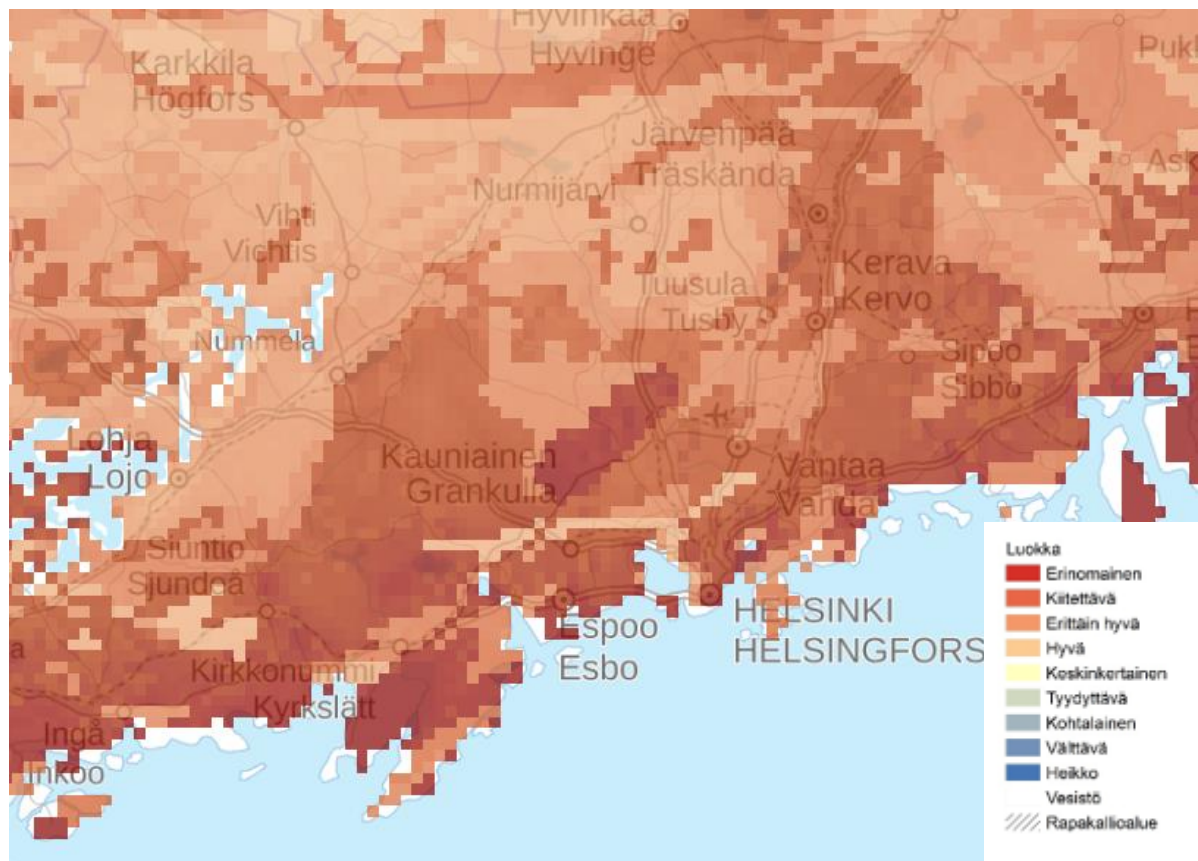 Hyvinkää
Hyvinge
Karkkila
Högfors
Järvenpää
Träskända
Nurmijärvi
Vihti
Vichtis
Kerava
Kervo
Tuusula
Tusby
Nummela
Sipoo
Sibbo
Lohja
Lojo
Kauniainen
Grankulla
Vantaa
Vanda
Siuntio
Sjundeå
HELSINKI
HELSINGFORS
Espoo
Esbo
Kirkkonummi
Kyrkslätt
Ingå
Inkoo
Luokka
Erinomainen
Kiitettävä
Erittäin hyvä
Hyvä
Keskinkertainen
Tyydyttävä
Kohtalainen
Välttävä
Heikko
Vesistö
Rapakallioalue